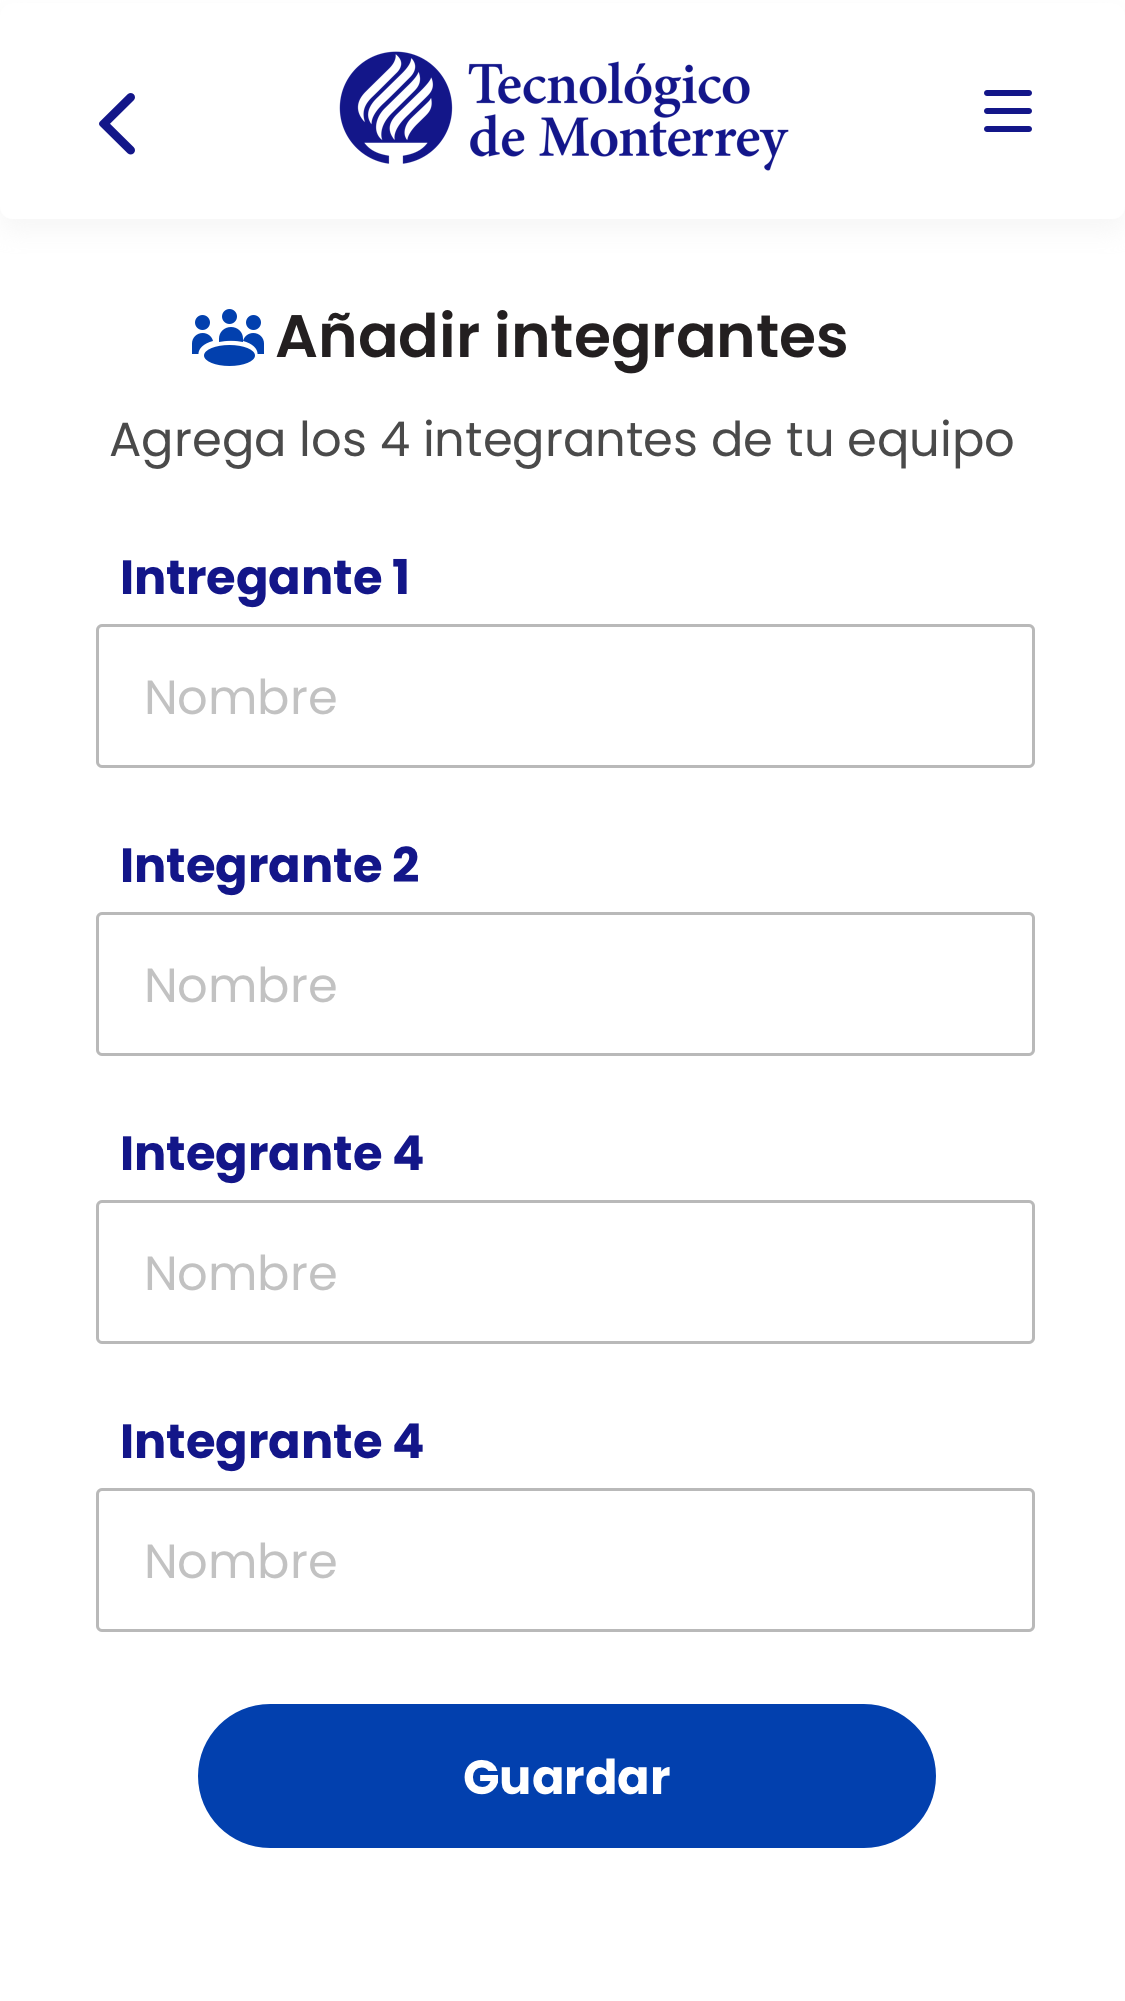 Tecnológico
de Monterrey
Añadir integrantes
Agrega los 4 integrantes de tu equipo
Intregante 1
Nombre
Integrante 2
Nombre
Integrante 4
Nombre
Integrante 4
Nombre
Guardar